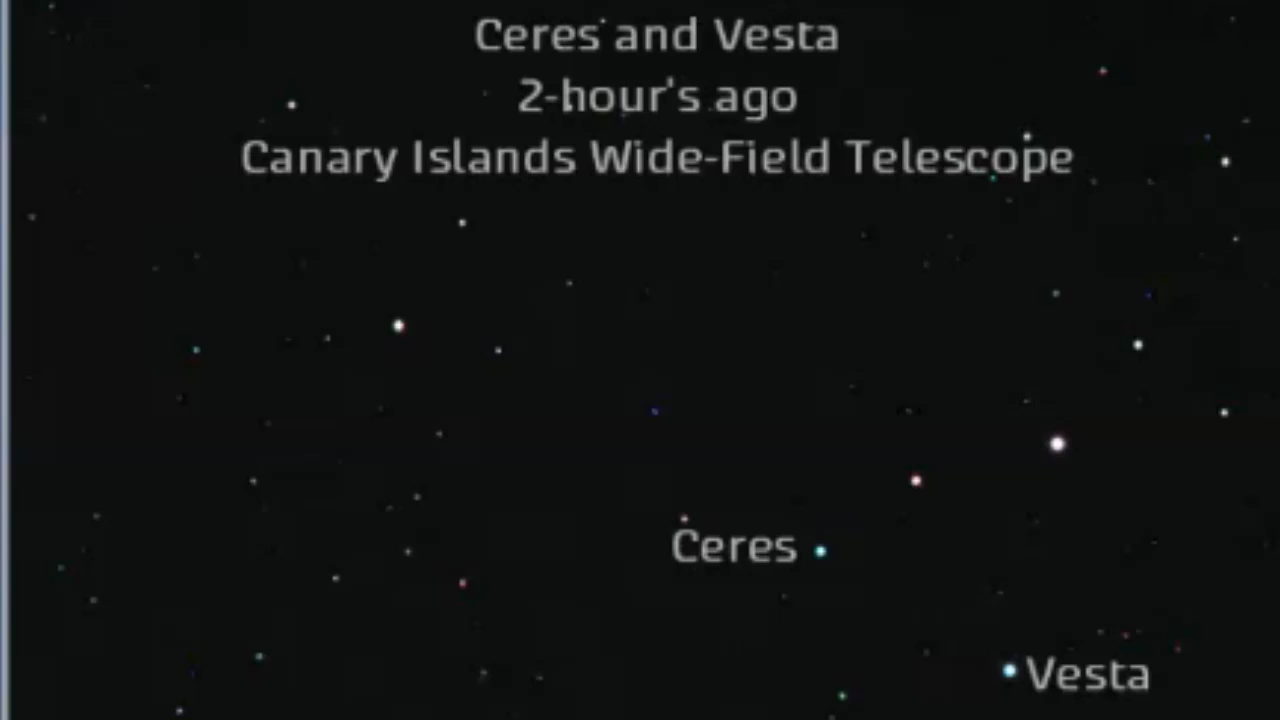 Ceres and Vesta
2-hour's ago
Canary Islands Wide-Field Telescope
Ceres
Vesta